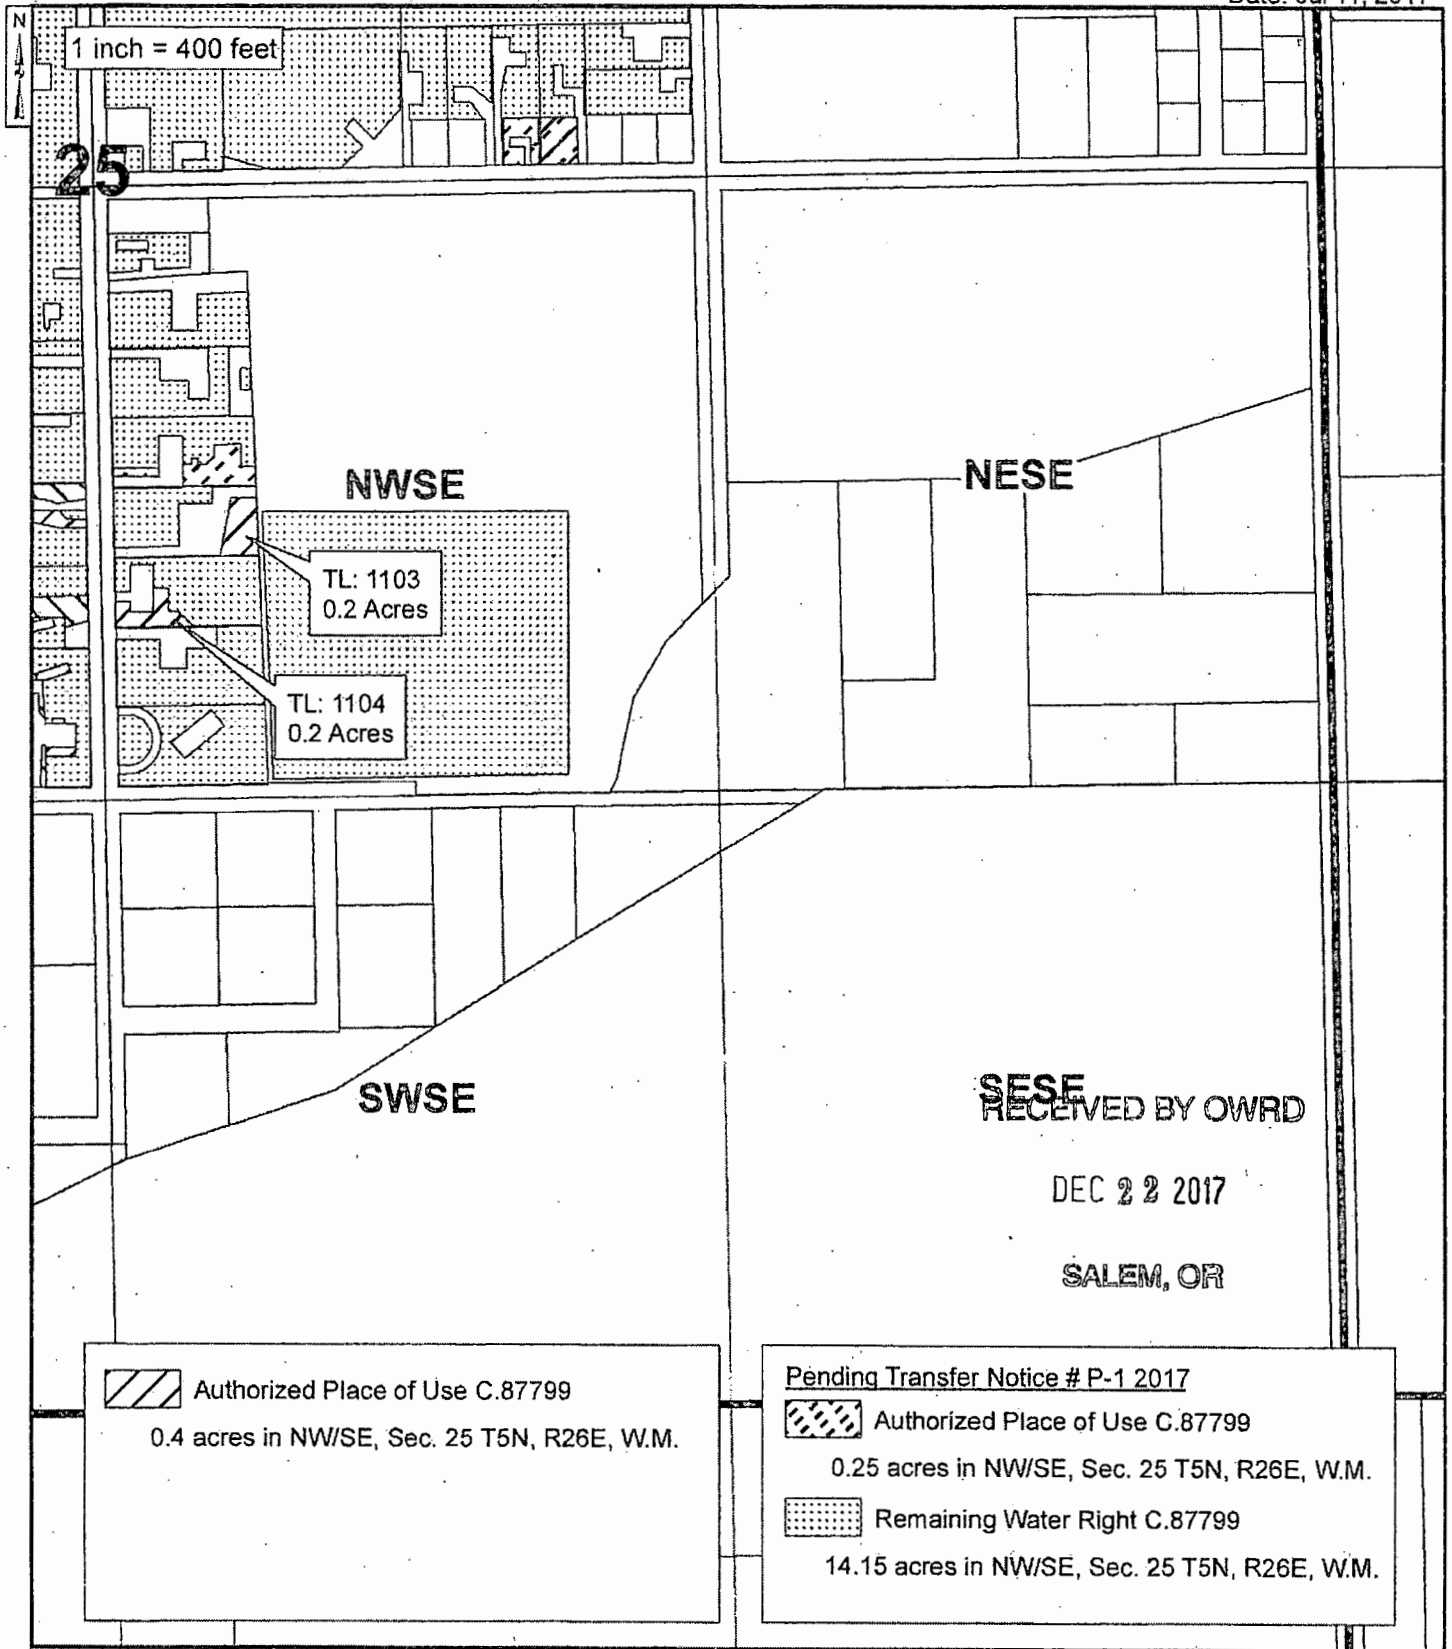 N
1 inch = 400 feet
25
NWSE
NESE
TL: 1103
0.2 Acres
TL: 1104
0.2 Acres
SWSE
SESE
RECEIVED BY OWRD
DEC 22 2017
SALEM, OR
Authorized Place of Use C.87799
0.4 acres in NW/SE, Sec. 25 T5N, R26E, W.M.
Pending Transfer Notice # P-1 2017
Authorized Place of Use C.87799
0.25 acres in NW/SE, Sec. 25 T5N, R26E, W.M.
Remaining Water Right C.87799
14.15 acres in NW/SE, Sec. 25 T5N, R26E, W.M.